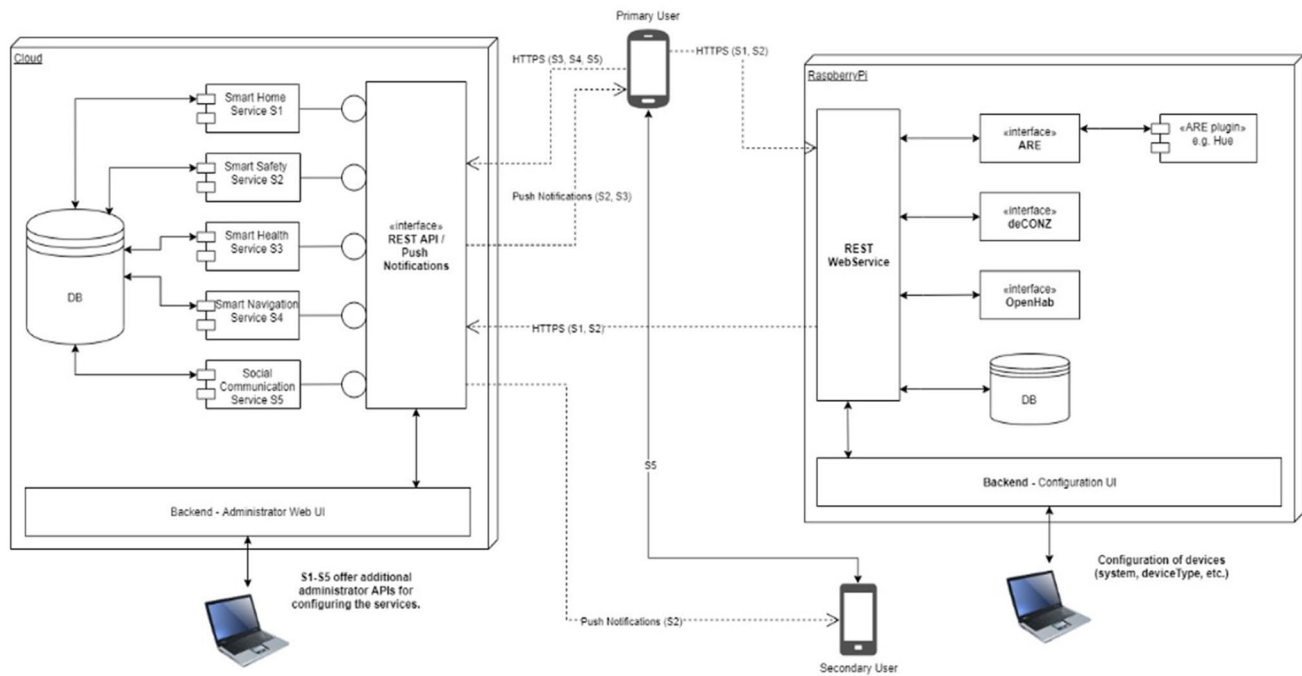 Primary User
Cloud
HTTPS (S3, S4, S5)
HTTPS (S1, S2)
RaspberryPi
Smart Home
Service S1
Smart Safety
Service S2
Smart Health
Service S3
Smart Navigation
Service S4
Social
Communication
Service S5
DB
«interface»
REST API /
Push
Notifications
Push Notifications (S2, S3)
HTTPS (S1, S2)
REST
WebService
«interface»
ARE
«ARE plugin»
e.g. Hue
«interface»
deCONZ
«interface»
OpenHab
DB
S5
Backend - Configuration UI
Backend - Administrator Web UI
S1-S5 offer additional
administrator APIs for
configuring the services.
Configuration of devices
(system, deviceType, etc.)
Push Notifications (S2)
Secondary User